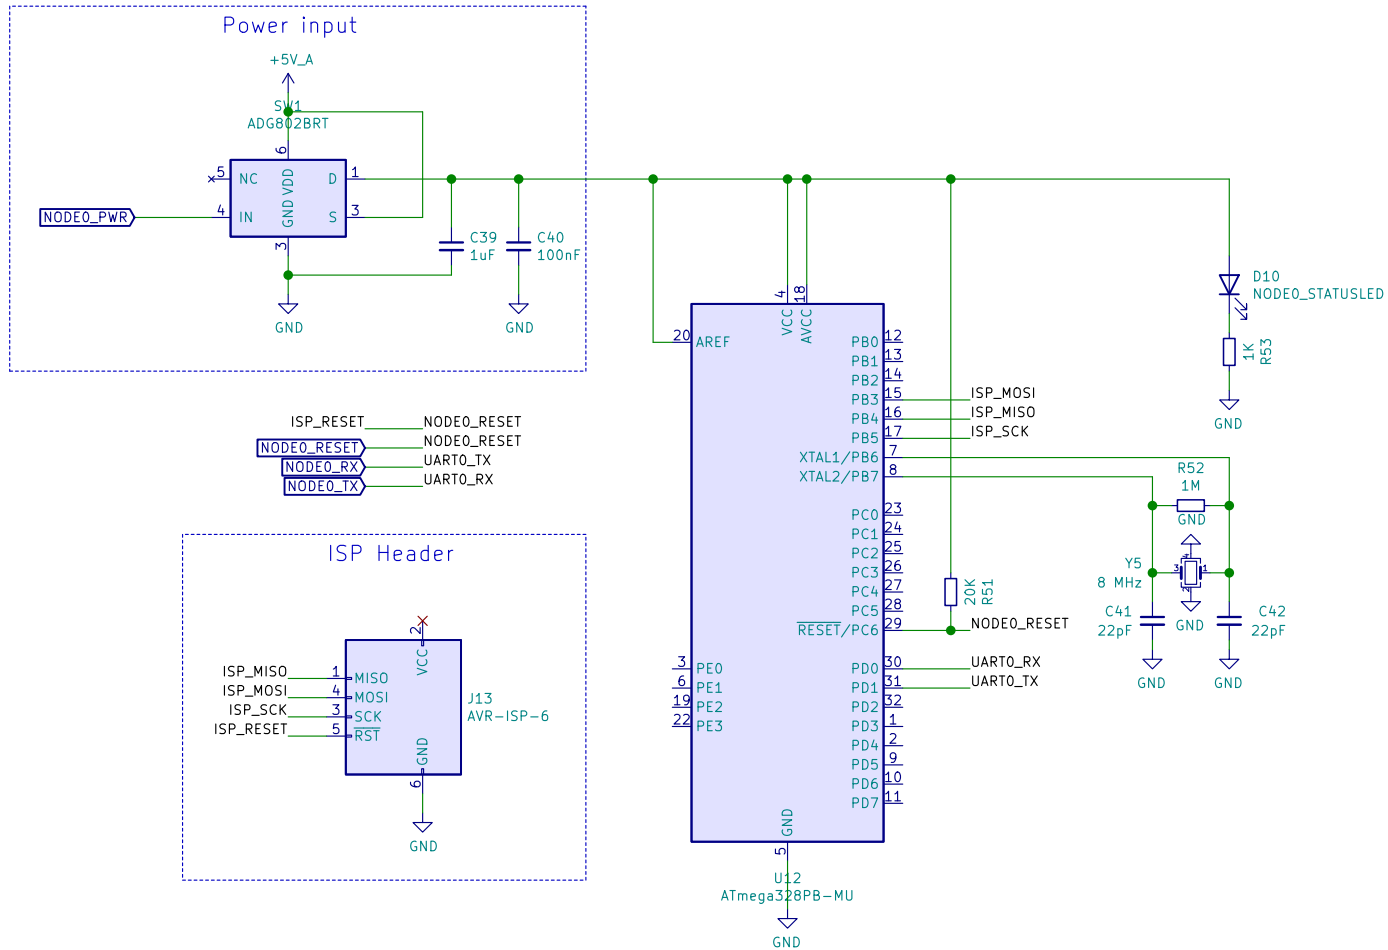 Power input
+5V_A
SW1
ADG802BRT
6
5
NC
VDD
D
1
NODE0_PWR
4
IN
GND
S
3
3
GND
C39
1uF
C40
100nF
GND
ISP_RESET
NODE0_RESET
NODE0_RESET
NODE0_RESET
NODE0_RX
UART0_TX
NODE0_TX
UART0_RX
ISP Header
2
VCC
ISP_MISO
1
MISO
ISP_MOSI
4
MOSI
ISP_SCK
3
SCK
ISP_RESET
5
RST
GND
6
GND
J13
AVR-ISP-6
4
18
VCC
AVCC
20
AREF
PB0
12
PB1
13
PB2
14
PB3
15
ISP_MOSI
PB4
16
ISP_MISO
PB5
17
ISP_SCK
XTAL1/PB6
7
XTAL2/PB7
8
PC0
23
PC1
24
PC2
25
PC3
26
PC4
27
PC5
28
RESET/PC6
29
NODE0_RESET
3
PE0
PD0
30
UART0_RX
6
PE1
PD1
31
UART0_TX
19
PE2
PD2
32
22
PE3
PD3
1
PD4
2
PD5
9
PD6
10
PD7
11
GND
5
U12
ATmega328PB-MU
GND
20K
R51
D10
NODE0_STATUSLED
1K
R53
GND
R52
1M
GND
Y5
8 MHz
4
3
1
2
GND
C41
22pF
GND
C42
22pF
GND